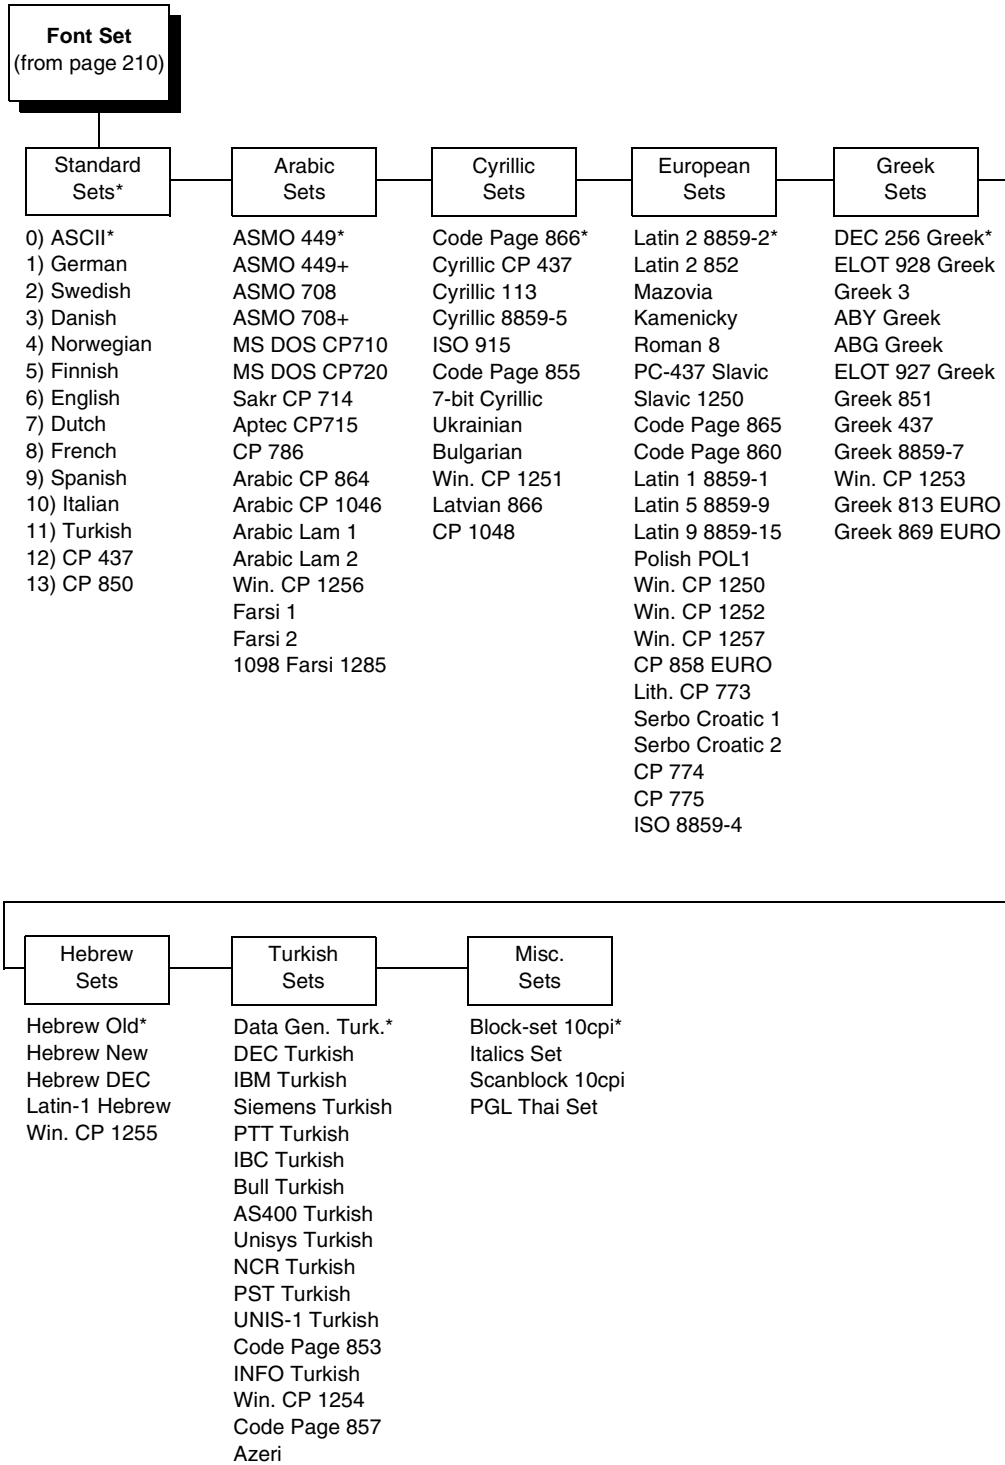 Font Set
(from page 210)
Standard
Sets*
0) ASCII*
1) German
2) Swedish
3) Danish
4) Norwegian
5) Finnish
6) English
7) Dutch
8) French
9) Spanish
10) Italian
11) Turkish
12) CP 437
13) CP 850
Arabic
Sets
ASMO 449*
ASMO 449+
ASMO 708
ASMO 708+
MS DOS CP710
MS DOS CP720
Sakr CP 714
Aptec CP715
CP 786
Arabic CP 864
Arabic CP 1046
Arabic Lam 1
Arabic Lam 2
Win. CP 1256
Farsi 1
Farsi 2
1098 Farsi 1285
Cyrillic
Sets
Code Page 866*
Cyrillic CP 437
Cyrillic 113
Cyrillic 8859-5
ISO 915
Code Page 855
7-bit Cyrillic
Ukrainian
Bulgarian
Win. CP 1251
Latvian 866
CP 1048
European
Sets
Latin 2 8859-2*
Latin 2 852
Mazovia
Kamenicky
Roman 8
PC-437 Slavic
Slavic 1250
Code Page 865
Code Page 860
Latin 1 8859-1
Latin 5 8859-9
Latin 9 8859-15
Polish POL1
Win. CP 1250
Win. CP 1252
Win. CP 1257
CP 858 EURO
Lith. CP 773
Serbo Croatic 1
Serbo Croatic 2
CP 774
CP 775
ISO 8859-4
Greek
Sets
DEC 256 Greek*
ELOT 928 Greek
Greek 3
ABY Greek
ABG Greek
ELOT 927 Greek
Greek 851
Greek 437
Greek 8859-7
Win. CP 1253
Greek 813 EURO
Greek 869 EURO
Hebrew
Sets
Hebrew Old*
Hebrew New
Hebrew DEC
Latin-1 Hebrew
Win. CP 1255
Turkish
Sets
Data Gen. Turk.*
DEC Turkish
IBM Turkish
Siemens Turkish
PTT Turkish
IBC Turkish
Bull Turkish
AS400 Turkish
Unisys Turkish
NCR Turkish
PST Turkish
UNIS-1 Turkish
Code Page 853
INFO Turkish
Win. CP 1254
Code Page 857
Azeri
Misc.
Sets
Block-set 10cpi*
Italics Set
Scanblock 10cpi
PGL Thai Set